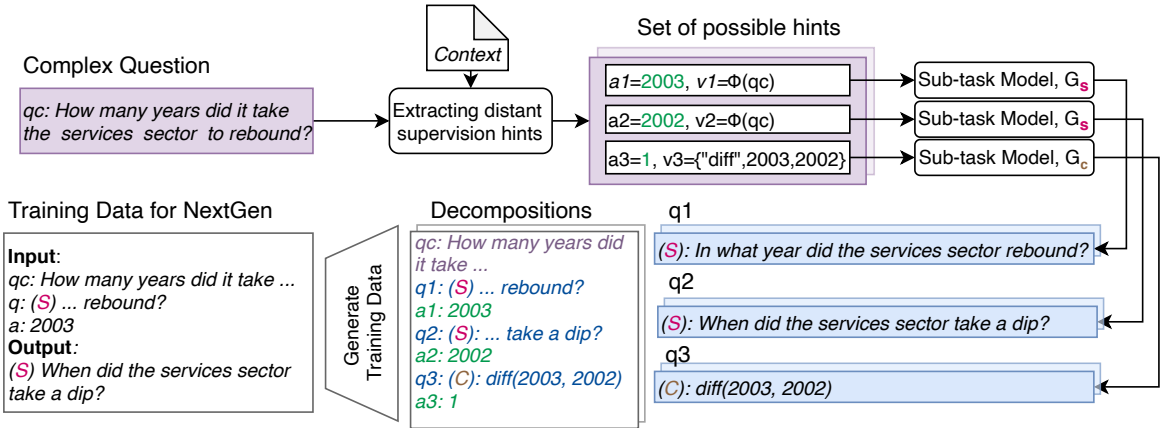 Complex Question
qc: How many years did it take
the services sector to rebound?
Context
Extracting distant
supervision hints
Set of possible hints
a1=2003, v1=Φ(qc)
a2=2002, v2=Φ(qc)
a3=1, v3={"diff",2003,2002}
Sub-task Model, Gs
Sub-task Model, Gs
Sub-task Model, Gc
Training Data for NextGen
Input:
qc: How many years did it take ...
q: (S) ... rebound?
a: 2003
Output:
(S) When did the services sector
take a dip?
Generate
Training Data
Decompositions
qc: How many years did
it take ...
q1: (S) ... rebound?
a1: 2003
q2: (S): ... take a dip?
a2: 2002
q3: (C): diff(2003, 2002)
a3: 1
q1
(S): In what year did the services sector rebound?
q2
(S): When did the services sector take a dip?
q3
(C): diff(2003, 2002)